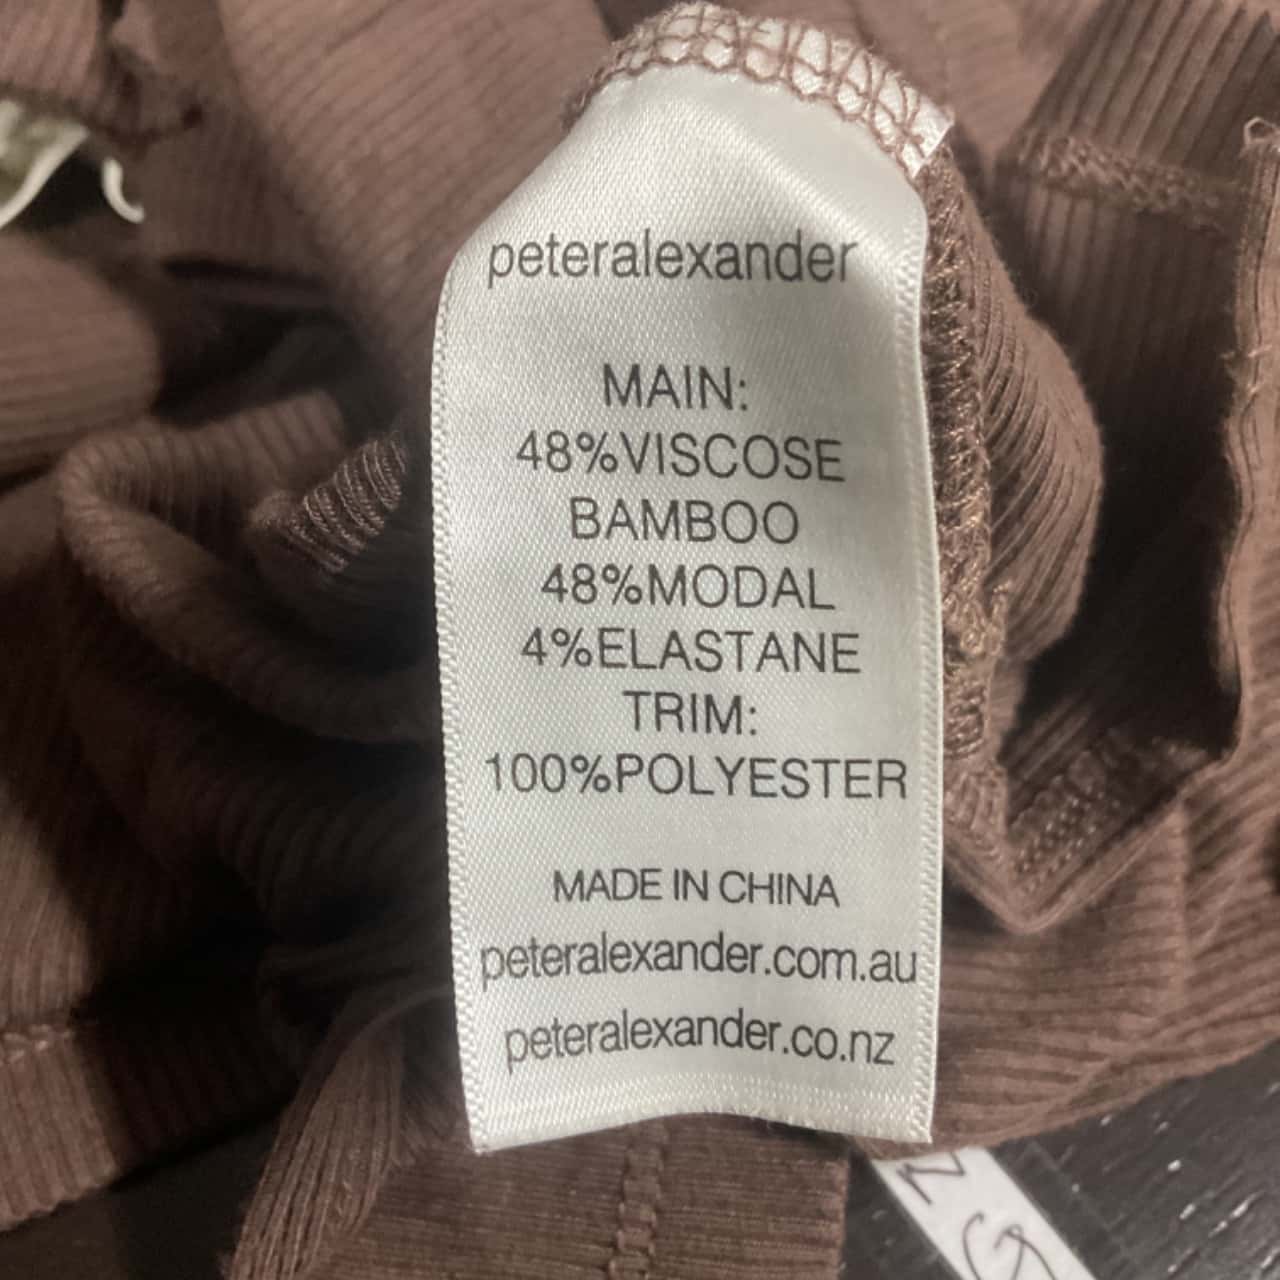 peteralexander
MAIN:
48%VISCOSE
BAMBOO
48%MODAL
4%ELASTANE
TRIM:
100%POLYESTER
MADE IN CHINA
peteralexander.com.au
peteralexander.co.nz